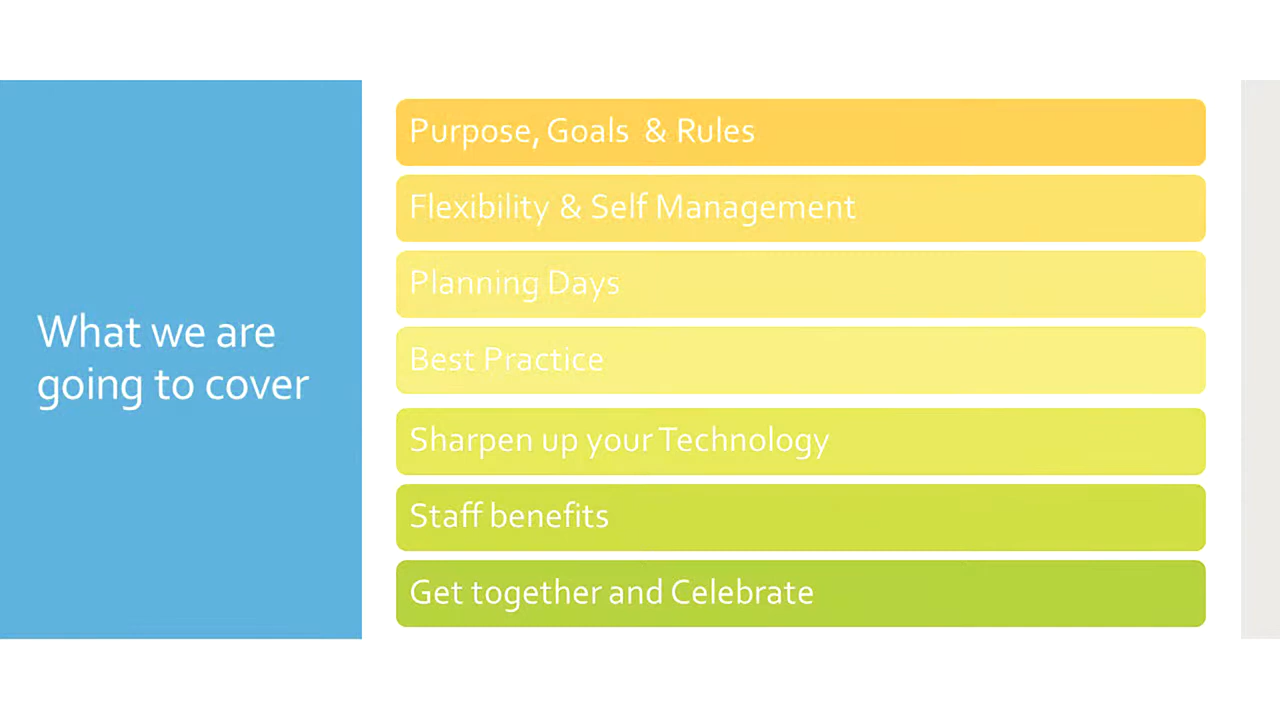 What we are
going to cover
Purpose, Goals & Rules
Flexibility & Self Management
Planning Days
Best Practice
Sharpen up your Technology
Staff benefits
Get together and Celebrate